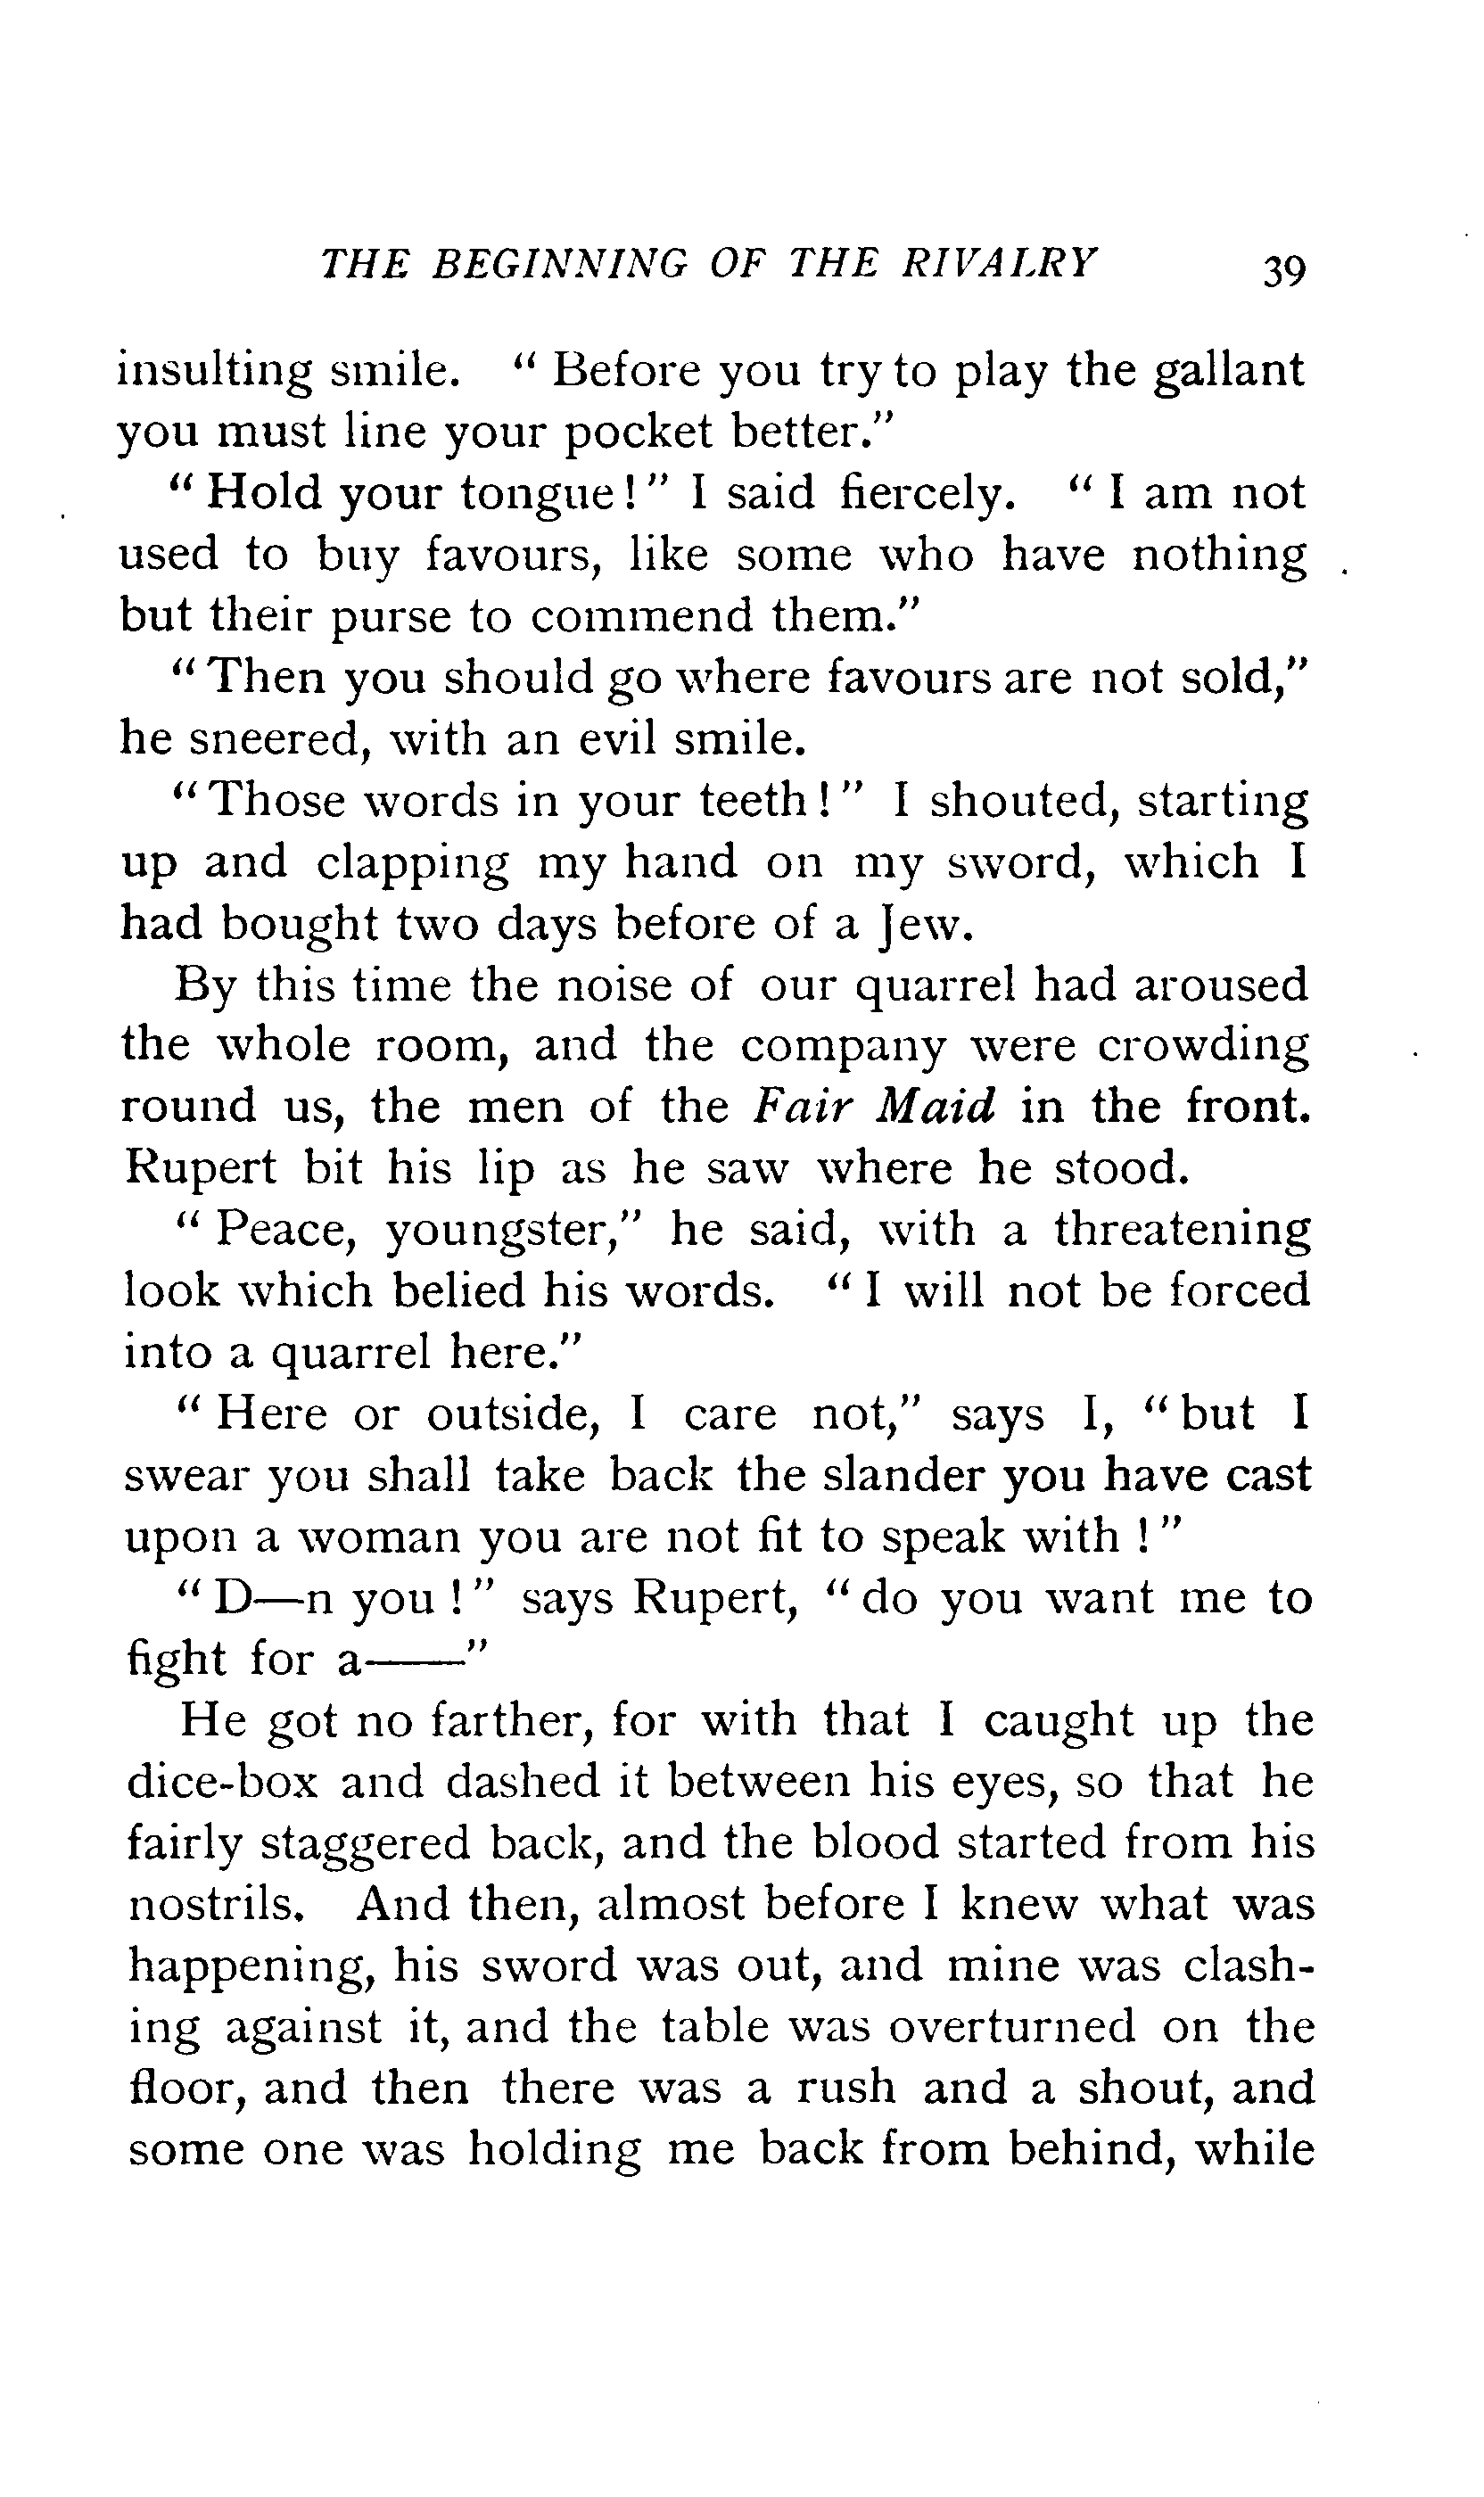 THE BEGINNING OF THE RIVALRY 39
insulting smile. " Before you try to play the gallant
you must line your pocket better."
" Hold your tongue ! " I said fiercely. " I am not
used to buy favours, like some who have nothing
but their purse to commend them."
" Then you should go where favours are not sold,"
he sneered, with an evil smile.
" Those words in your teeth ! " I shouted, starting
up and clapping my hand on my sword, which I
had bought two days before of a Jew.
By this time the noise of our quarrel had aroused
the whole room, and the company were crowding
round us, the men of the Fair Maid in the front.
Rupert bit his lip as he saw where he stood.
" Peace, youngster," he said, with a threatening
look which belied his words. " I will not be forced
into a quarrel here."
" Here or outside, I care not," says I, " but I
swear you shall take back the slander you have cast
upon a woman you are not fit to speak with ! "
" D—n you ! " says Rupert, " do you want me to
fight for a——"
He got no farther, for with that I caught up the
dice-box and dashed it between his eyes, so that he
fairly staggered back, and the blood started from his
nostrils. And then, almost before I knew what was
happening, his sword was out, and mine was clash-
ing against it, and the table was overturned on the
floor, and then there was a rush and a shout, and
some one was holding me back from behind, while